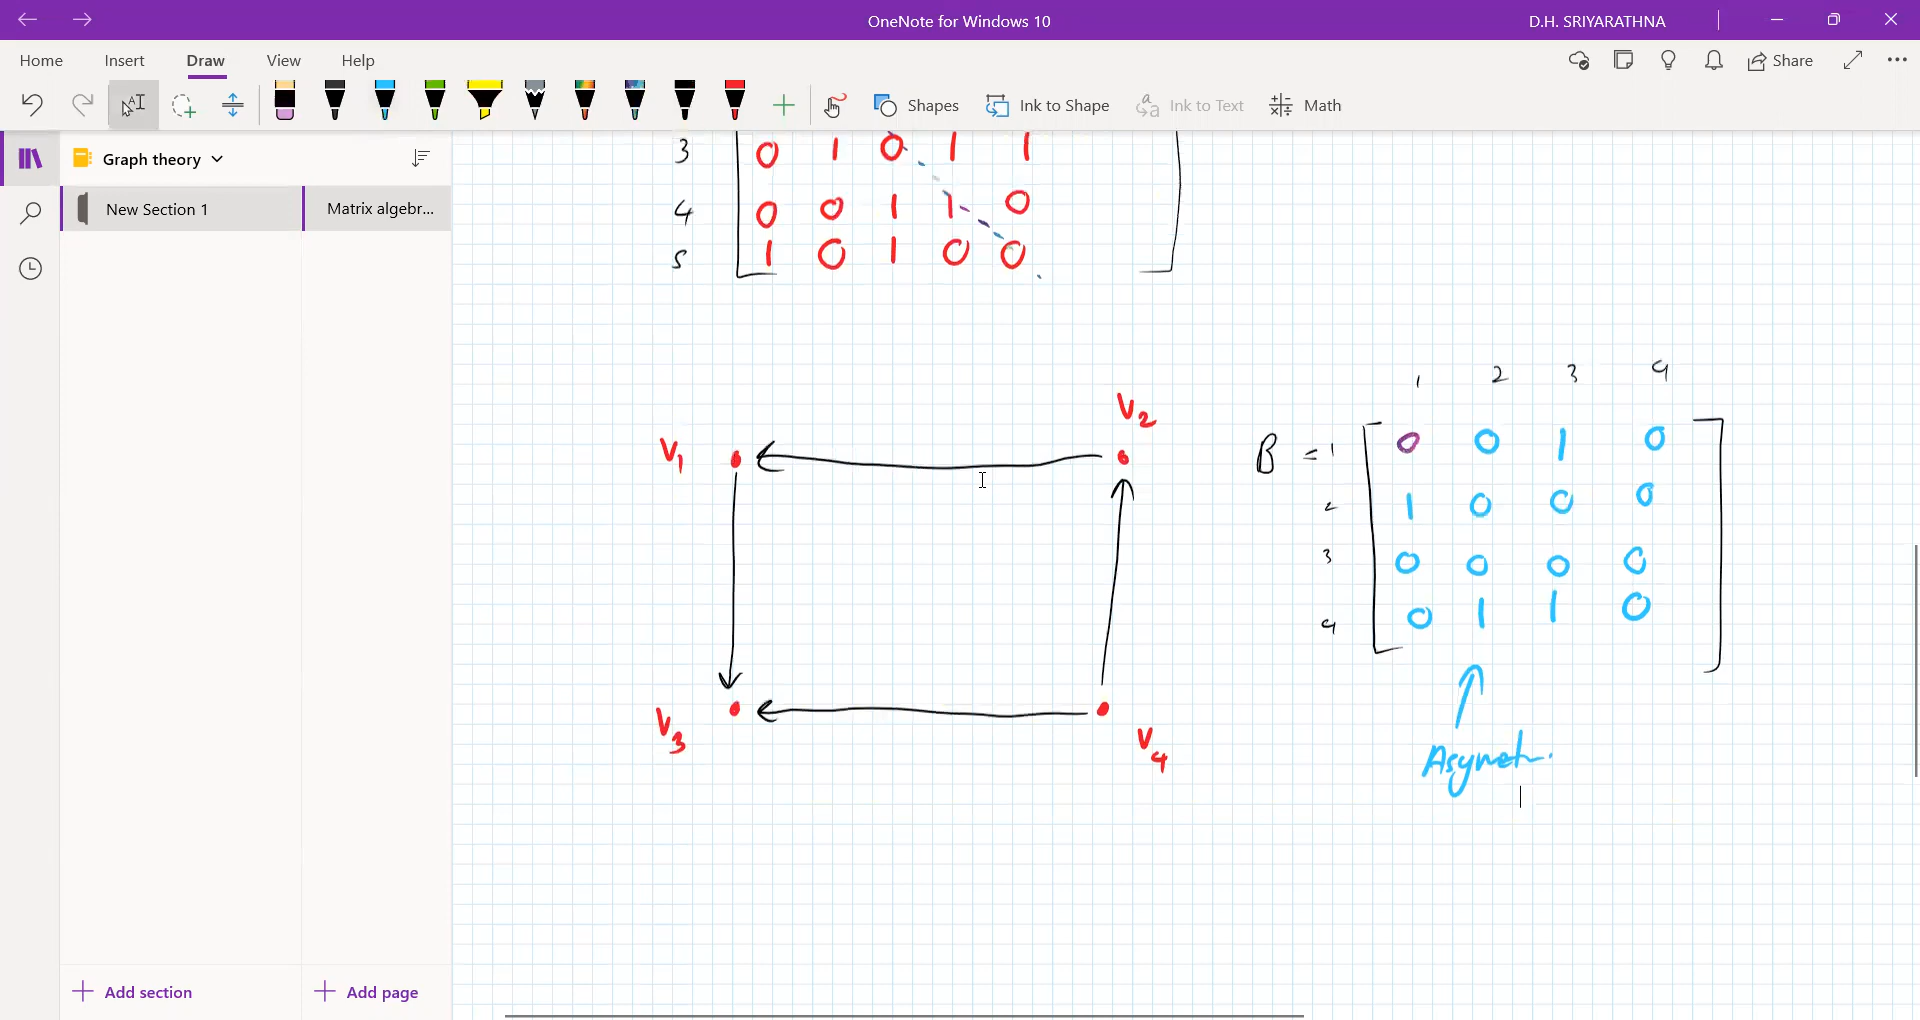 OneNote for Windows 10
D.H. SRIYARATHNA
Home Insert Draw View Help
Share
Shapes
Ink to Shape
Ink to Text
Math
Graph theory
New Section 1
Matrix algebr...
3 0 1 0 1 1
4 0 0 1 1 0
5 1 0 1 0 0
V1
V2
V3
V4
1 2 3 4
B = 1 0 0 1 0
2 1 0 0 0
3 0 0 0 0
4 0 1 1 0
Asymet.
Add section
Add page